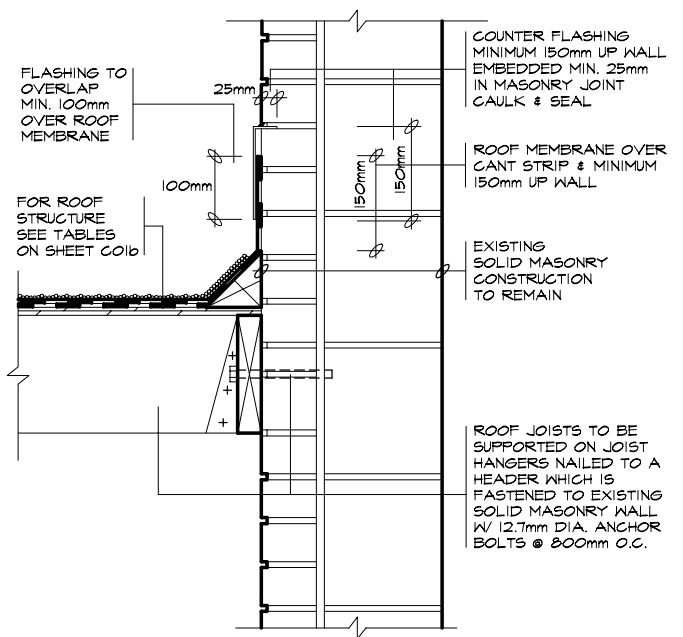 COUNTER FLASHING
MINIMUM 150mm UP WALL
EMBEDDED MIN. 25mm
IN MASONRY JOINT
CAULK & SEAL
FLASHING TO
OVERLAP
MIN. 100mm
OVER ROOF
MEMBRANE
25mm
ROOF MEMBRANE OVER
CANT STRIP & MINIMUM
150mm UP WALL
100mm
150mm
150mm
FOR ROOF
STRUCTURE
SEE TABLES
ON SHEET C016
EXISTING
SOLID MASONRY
CONSTRUCTION
TO REMAIN
ROOF JOISTS TO BE
SUPPORTED ON JOIST
HANGERS NAILED TO A
HEADER WHICH IS
FASTENED TO EXISTING
SOLID MASONRY WALL
W/ 12.7mm DIA. ANCHOR
BOLTS @ 800mm O.C.